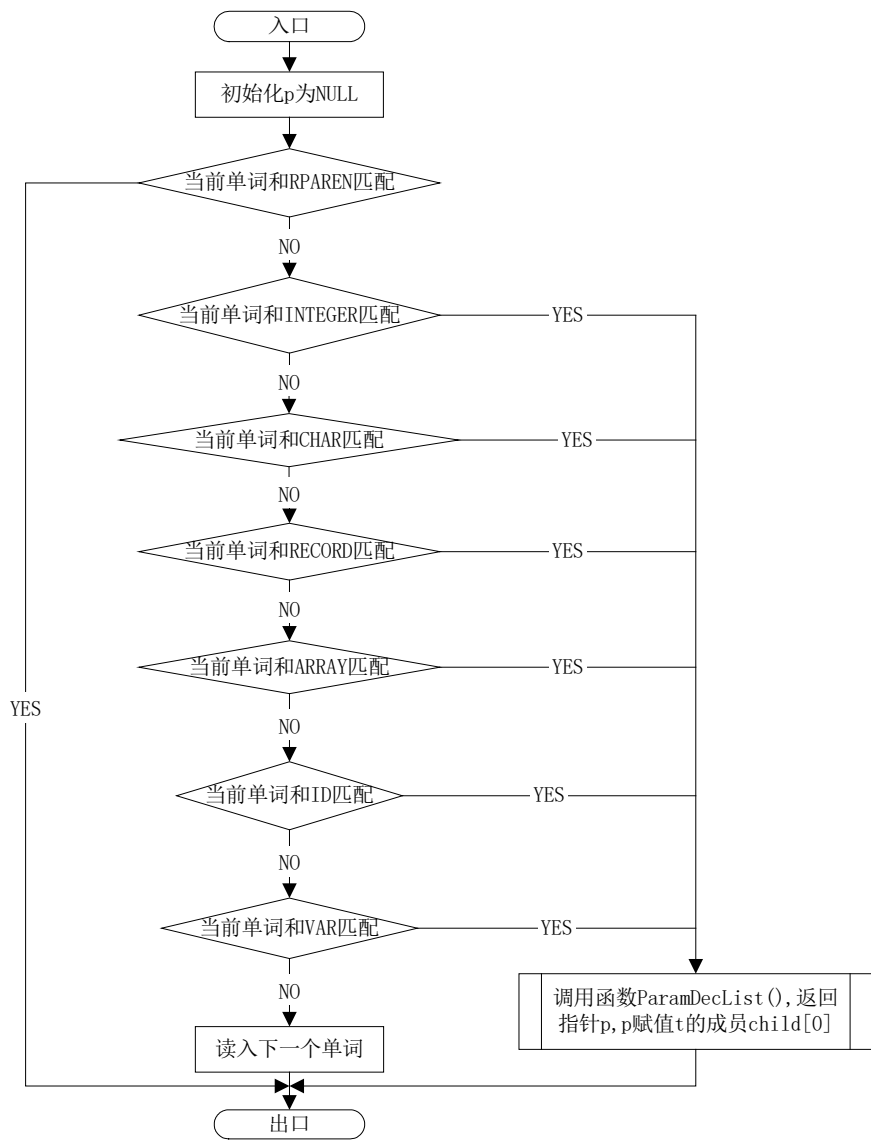 入口
初始化p为NULL
当前单词和RPAREN匹配
NO
当前单词和INTEGER匹配
YES
NO
当前单词和CHAR匹配
YES
NO
当前单词和RECORD匹配
YES
NO
当前单词和ARRAY匹配
YES
YES
NO
当前单词和ID匹配
YES
NO
当前单词和VAR匹配
YES
NO
调用函数ParamDecList(),返回
指针p,p赋值t的成员child[0]
读入下一个单词
出口